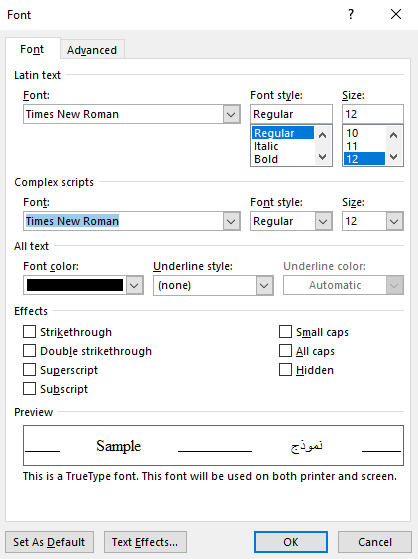 Font ? ×
Font Advanced
Latin text
Font: Font style: Size:
Times New Roman Regular 12
Regular 10
Italic 11
Bold 12
Complex scripts
Font: Font style: Size:
Times New Roman Regular 12
All text
Font color: Underline style: Underline color:
(none) Automatic
Effects
Strikethrough Small caps
Double strikethrough All caps
Superscript Hidden
Subscript
Preview
Sample نموذج
This is a TrueType font. This font will be used on both printer and screen.
Set As Default Text Effects... OK Cancel